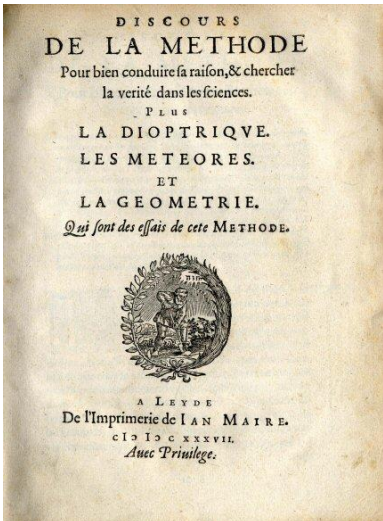 DISCOURS
DE LA METHODE
Pour bien conduire ſa raiſon, & chercher
la verité dans les ſciences.
PLUS
LA DIOPTRIQVE.
LES METEORES.
ET
LA GEOMETRIE.
Qui ſont des eſſais de cete METHODE.
A LEYDE
De l'Imprimerie de IAN MAIRE.
cIɔ Iɔ c xxxvii.
Auec Priuilege.